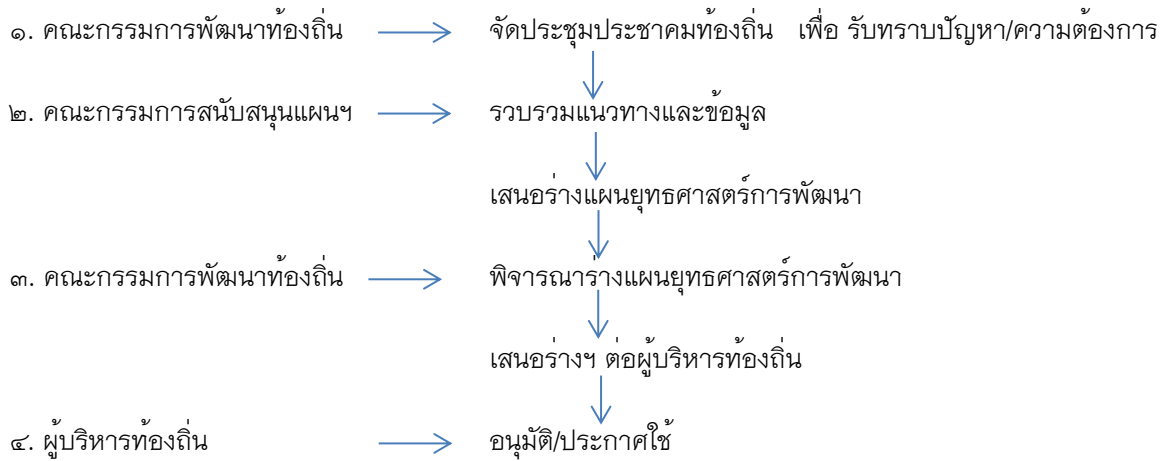 ๑. คณะกรรมการพัฒนาท้องถิ่น จัดประชุมประชาคมท้องถิ่น เพื่อ รับทราบปัญหา/ความต้องการ
๒. คณะกรรมการสนับสนุนแผนฯ รวบรวมแนวทางและข้อมูล
เสนอร่างแผนยุทธศาสตร์การพัฒนา
๓. คณะกรรมการพัฒนาท้องถิ่น พิจารณาร่างแผนยุทธศาสตร์การพัฒนา
เสนอร่างฯ ต่อผู้บริหารท้องถิ่น
๔. ผู้บริหารท้องถิ่น อนุมัติ/ประกาศใช้